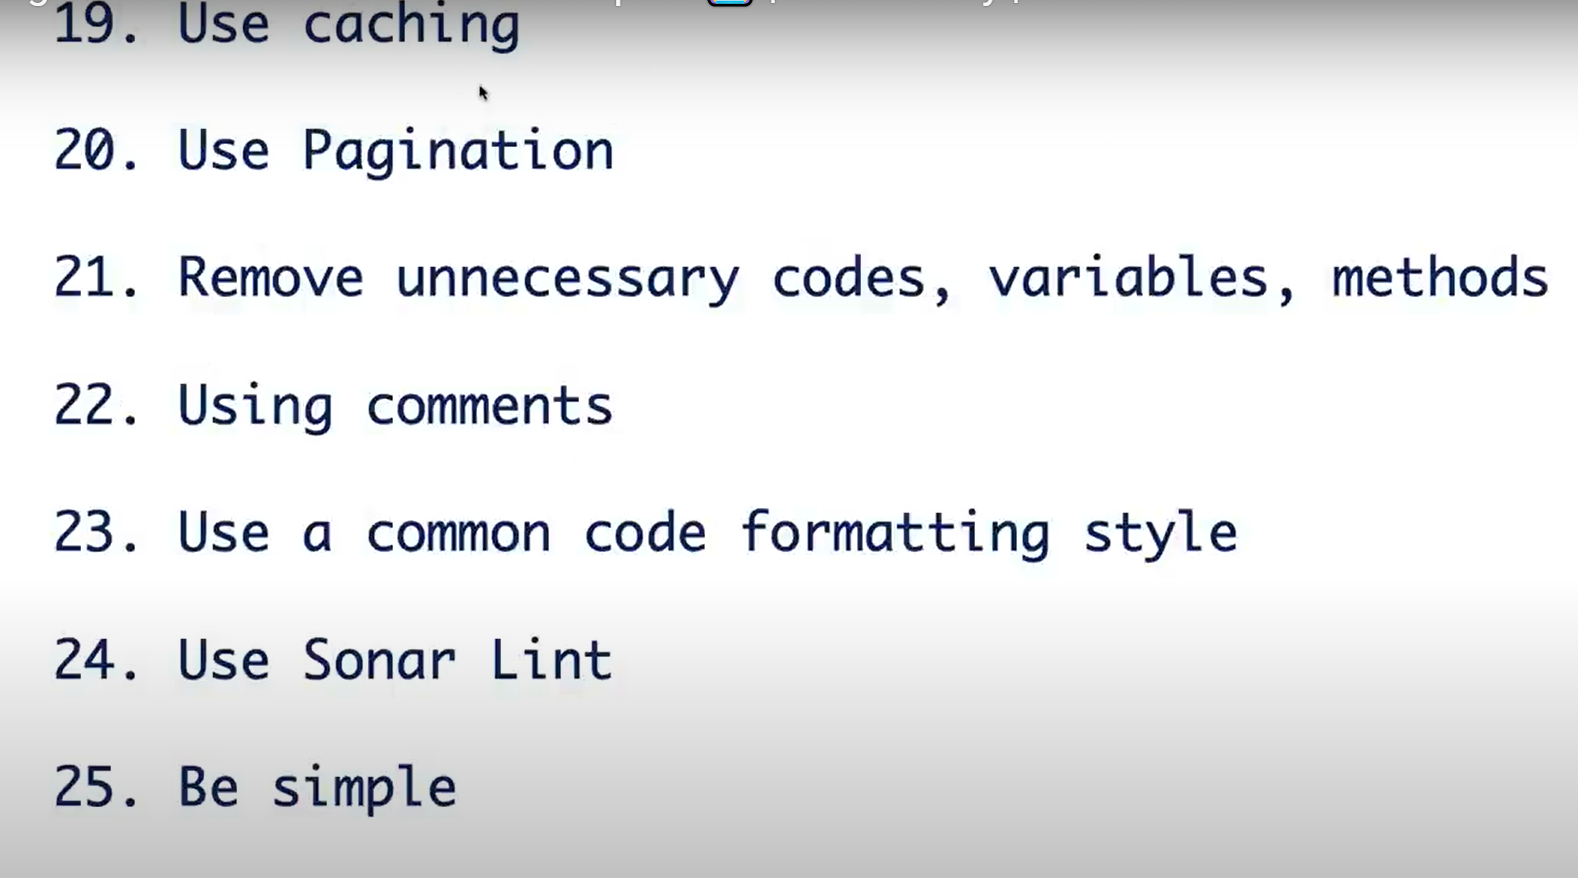 19. Use caching
20. Use Pagination
21. Remove unnecessary codes, variables, methods
22. Using comments
23. Use a common code formatting style
24. Use Sonar Lint
25. Be simple